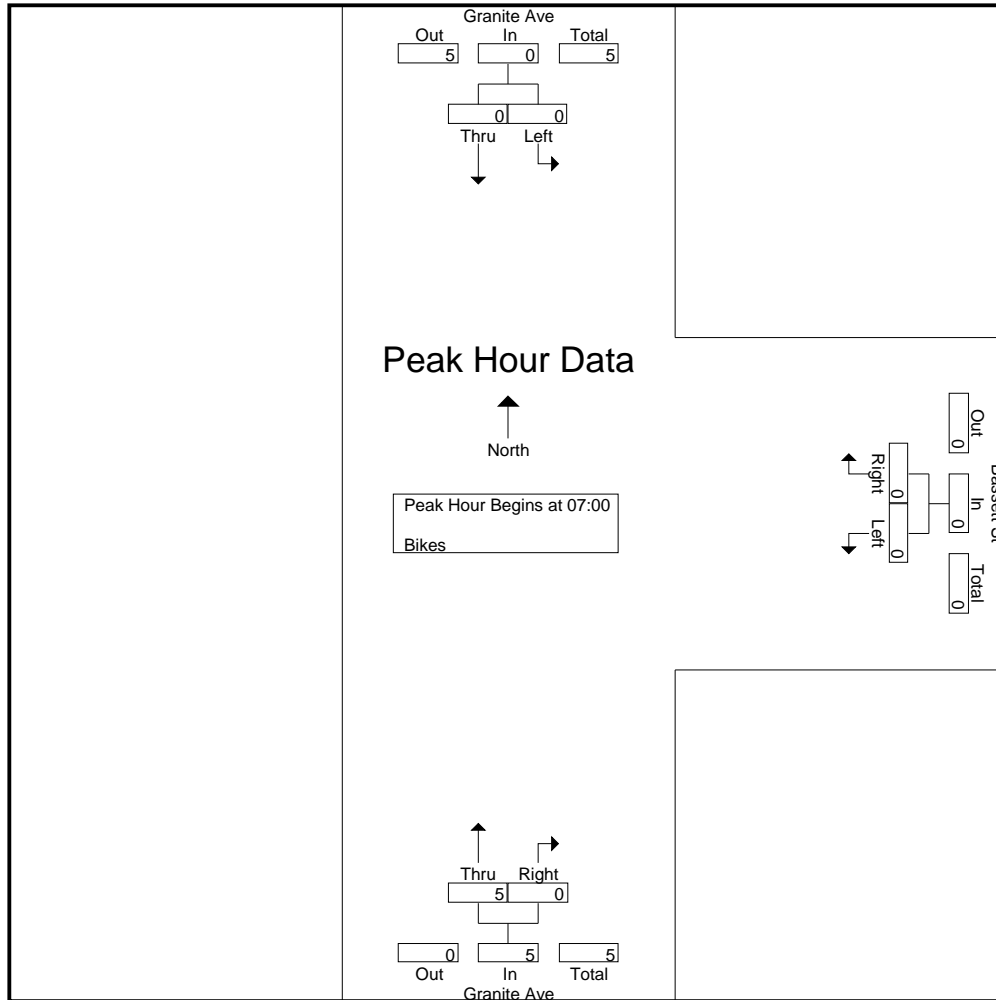 Granite Ave
Out In Total
5 0 5
0 0
Thru Left
Peak Hour Data
North
Peak Hour Begins at 07:00
Bikes
Out In Total
0 0 0
Right Left
0 0
Thru Right
5 0
0 5 5
Out In Total
Granite Ave